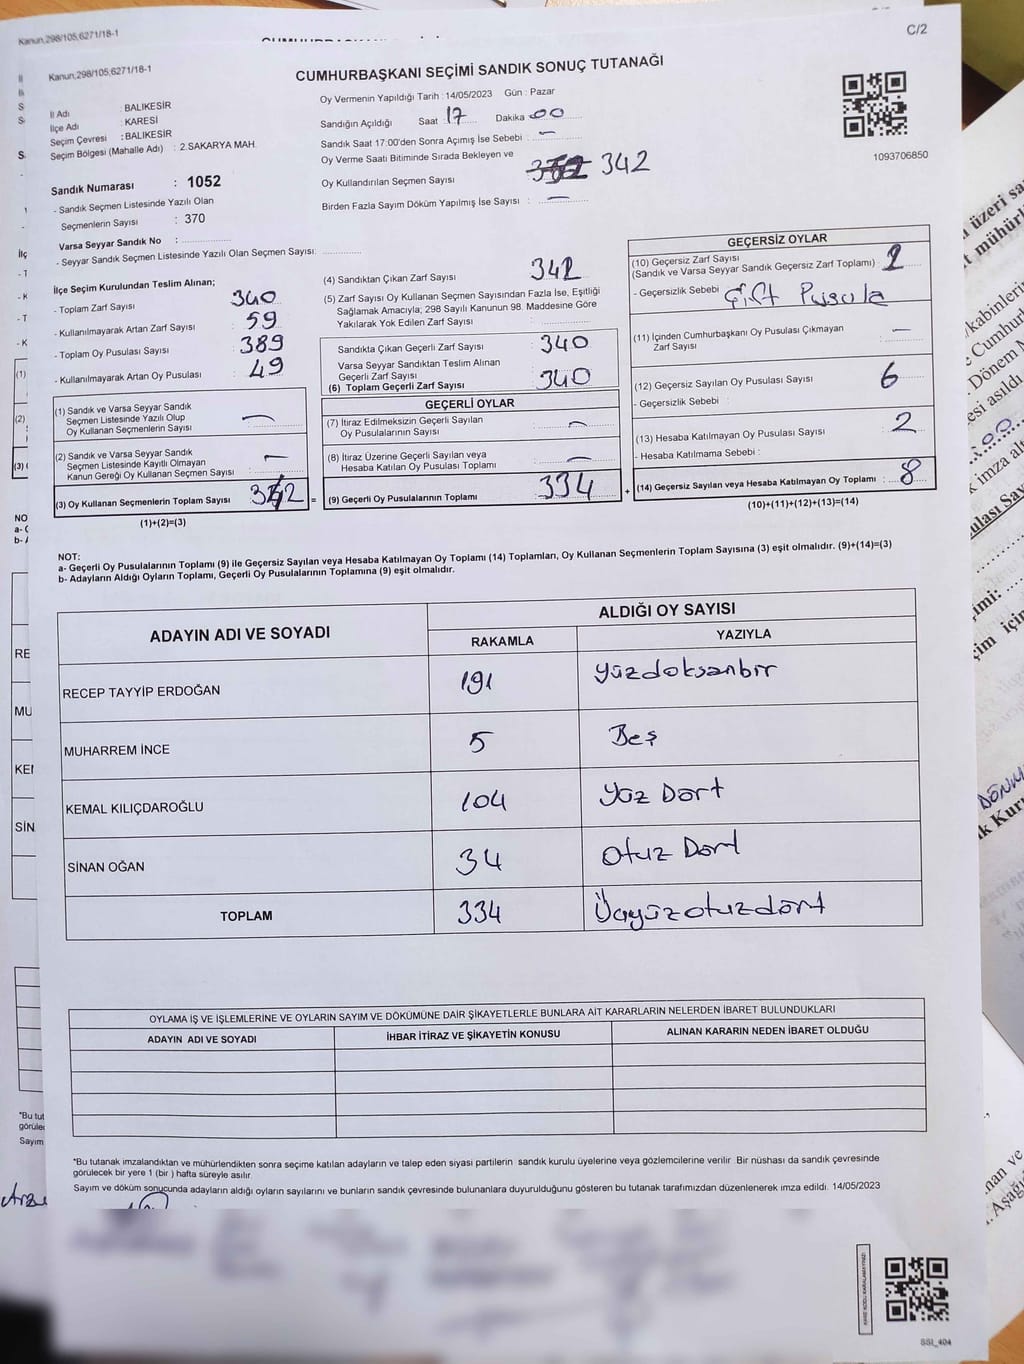 Kanun,298/105,6271/18-1
C/2
Kanun,298/105,6271/18-1
CUMHURBAŞKANI SEÇİMİ SANDIK SONUÇ TUTANAĞI
İl Adı : BALIKESİR
İlçe Adı : KARESİ
Seçim Çevresi : BALIKESİR
Seçim Bölgesi (Mahalle Adı) : 2.SAKARYA MAH.
Sandık Numarası : 1052
- Sandık Seçmen Listesinde Yazılı Olan
Seçmenlerin Sayısı : 370
Varsa Seyyar Sandık No :
- Seyyar Sandık Seçmen Listesinde Yazılı Olan Seçmen Sayısı:
Oy Vermenin Yapıldığı Tarih : 14/05/2023 Gün : Pazar
Sandığın Açıldığı Saat : 17 Dakika : 00
Sandık Saat 17:00'den Sonra Açımış İse Sebebi : —
Oy Verme Saati Bitiminde Sırada Bekleyen ve
Oy Kullandırılan Seçmen Sayısı : 342
Birden Fazla Sayım Döküm Yapılmış İse Sayısı : —
1093706850
İlçe Seçim Kurulundan Teslim Alınan;
- Toplam Zarf Sayısı : 340
- Kullanılmayarak Artan Zarf Sayısı : 59
- Toplam Oy Pusulası Sayısı : 389
- Kullanılmayarak Artan Oy Pusulası : 49
(1) Sandık ve Varsa Seyyar Sandık
Seçmen Listesinde Yazılı Olup
Oy Kullanan Seçmenlerin Sayısı : —
(2) Sandık ve Varsa Seyyar Sandık
Seçmen Listesinde Kayıtlı Olmayan
Kanun Gereği Oy Kullanan Seçmen Sayısı : —
(3) Oy Kullanan Seçmenlerin Toplam Sayısı : 342 =
(1)+(2)=(3)
(4) Sandıktan Çıkan Zarf Sayısı : 342
(5) Zarf Sayısı Oy Kullanan Seçmen Sayısından Fazla İse, Eşitliği
Sağlamak Amacıyla; 298 Sayılı Kanunun 98. Maddesine Göre
Yakılarak Yok Edilen Zarf Sayısı :
Sandıkta Çıkan Geçerli Zarf Sayısı : 340
Varsa Seyyar Sandıktan Teslim Alınan
Geçerli Zarf Sayısı :
(6) Toplam Geçerli Zarf Sayısı : 340
GEÇERLİ OYLAR
(7) İtiraz Edilmeksizin Geçerli Sayılan
Oy Pusulalarının Sayısı : —
(8) İtiraz Üzerine Geçerli Sayılan veya
Hesaba Katılan Oy Pusulası Toplamı : —
(9) Geçerli Oy Pusulalarının Toplamı : 334 +
GEÇERSİZ OYLAR
(10) Geçersiz Zarf Sayısı
(Sandık ve Varsa Seyyar Sandık Geçersiz Zarf Toplamı) :
- Geçersizlik Sebebi : Çift Pusula
(11) İçinden Cumhurbaşkanı Oy Pusulası Çıkmayan
Zarf Sayısı : —
(12) Geçersiz Sayılan Oy Pusulası Sayısı : 6
- Geçersizlik Sebebi :
(13) Hesaba Katılmayan Oy Pusulası Sayısı : 2
- Hesaba Katılmama Sebebi :
(14) Geçersiz Sayılan veya Hesaba Katılmayan Oy Toplamı : 8
(10)+(11)+(12)+(13)=(14)
NOT:
a- Geçerli Oy Pusulalarının Toplamı (9) ile Geçersiz Sayılan veya Hesaba Katılmayan Oy Toplamı (14) Toplamları, Oy Kullanan Seçmenlerin Toplam Sayısına (3) eşit olmalıdır. (9)+(14)=(3)
b- Adayların Aldığı Oyların Toplamı, Geçerli Oy Pusulalarının Toplamına (9) eşit olmalıdır.
ADAYIN ADI VE SOYADI ALDIĞI OY SAYISI
RAKAMLA YAZIYLA
RECEP TAYYİP ERDOĞAN 191 yüzdoksanbir
MUHARREM İNCE 5 Beş
KEMAL KILIÇDAROĞLU 104 Yüz Dört
SİNAN OĞAN 34 Otuz Dört
TOPLAM 334 Üçyüzotuzdört
OYLAMA İŞ VE İŞLEMLERİNE VE OYLARIN SAYIM VE DÖKÜMÜNE DAİR ŞİKAYETLERLE BUNLARA AİT KARARLARIN NELERDEN İBARET BULUNDUKLARI
ADAYIN ADI VE SOYADI İHBAR İTİRAZ VE ŞİKAYETİN KONUSU ALINAN KARARIN NEDEN İBARET OLDUĞU
*Bu tutanak imzalandıktan ve mühürlendikten sonra seçime katılan adayların ve talep eden siyasi partilerin sandık kurulu üyelerine veya gözlemcilerine verilir Bir nüshası da sandık çevresinde
görülecek bir yere 1 (bir ) hafta süreyle asılır.
Sayım ve döküm sonucunda adayların aldığı oyların sayılarını ve bunların sandık çevresinde bulunanlara duyurulduğunu gösteren bu tutanak tarafımızdan düzenlenerek imza edildi. 14/05/2023
SSI_404